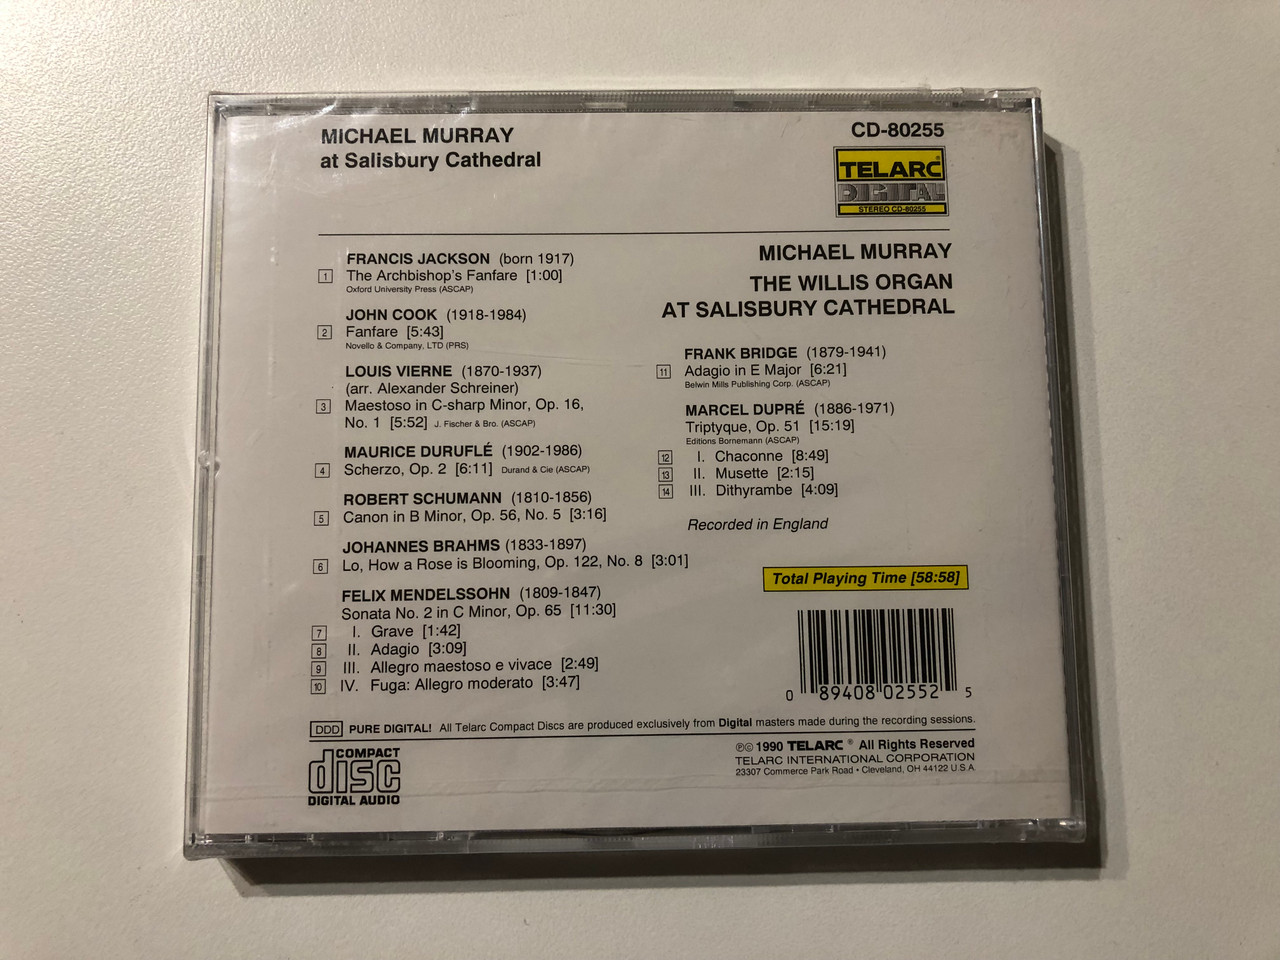 MICHAEL MURRAY
at Salisbury Cathedral
CD-80255
TELARC®
DIGITAL
STEREO CD-80255
FRANCIS JACKSON (born 1917)
1 The Archbishop's Fanfare [1:00]
Oxford University Press (ASCAP)
JOHN COOK (1918-1984)
2 Fanfare [5:43]
Novello & Company, LTD (PRS)
LOUIS VIERNE (1870-1937)
(arr. Alexander Schreiner)
3 Maestoso in C-sharp Minor, Op. 16,
No. 1 [5:52] J. Fischer & Bro. (ASCAP)
MAURICE DURUFLÉ (1902-1986)
4 Scherzo, Op. 2 [6:11] Durand & Cie (ASCAP)
ROBERT SCHUMANN (1810-1856)
5 Canon in B Minor, Op. 56, No. 5 [3:16]
JOHANNES BRAHMS (1833-1897)
6 Lo, How a Rose is Blooming, Op. 122, No. 8 [3:01]
FELIX MENDELSSOHN (1809-1847)
Sonata No. 2 in C Minor, Op. 65 [11:30]
7 I. Grave [1:42]
8 II. Adagio [3:09]
9 III. Allegro maestoso e vivace [2:49]
10 IV. Fuga: Allegro moderato [3:47]
MICHAEL MURRAY
THE WILLIS ORGAN
AT SALISBURY CATHEDRAL
FRANK BRIDGE (1879-1941)
11 Adagio in E Major [6:21]
Belwin Mills Publishing Corp. (ASCAP)
MARCEL DUPRÉ (1886-1971)
Triptyque, Op. 51 [15:19]
Editions Bornemann (ASCAP)
12 I. Chaconne [8:49]
13 II. Musette [2:15]
14 III. Dithyrambe [4:09]
Recorded in England
Total Playing Time [58:58]
0 89408 02552 5
DDD PURE DIGITAL! All Telarc Compact Discs are produced exclusively from Digital masters made during the recording sessions.
COMPACT
disc
DIGITAL AUDIO
℗© 1990 TELARC® All Rights Reserved
TELARC INTERNATIONAL CORPORATION
23307 Commerce Park Road • Cleveland, OH 44122 U.S.A.